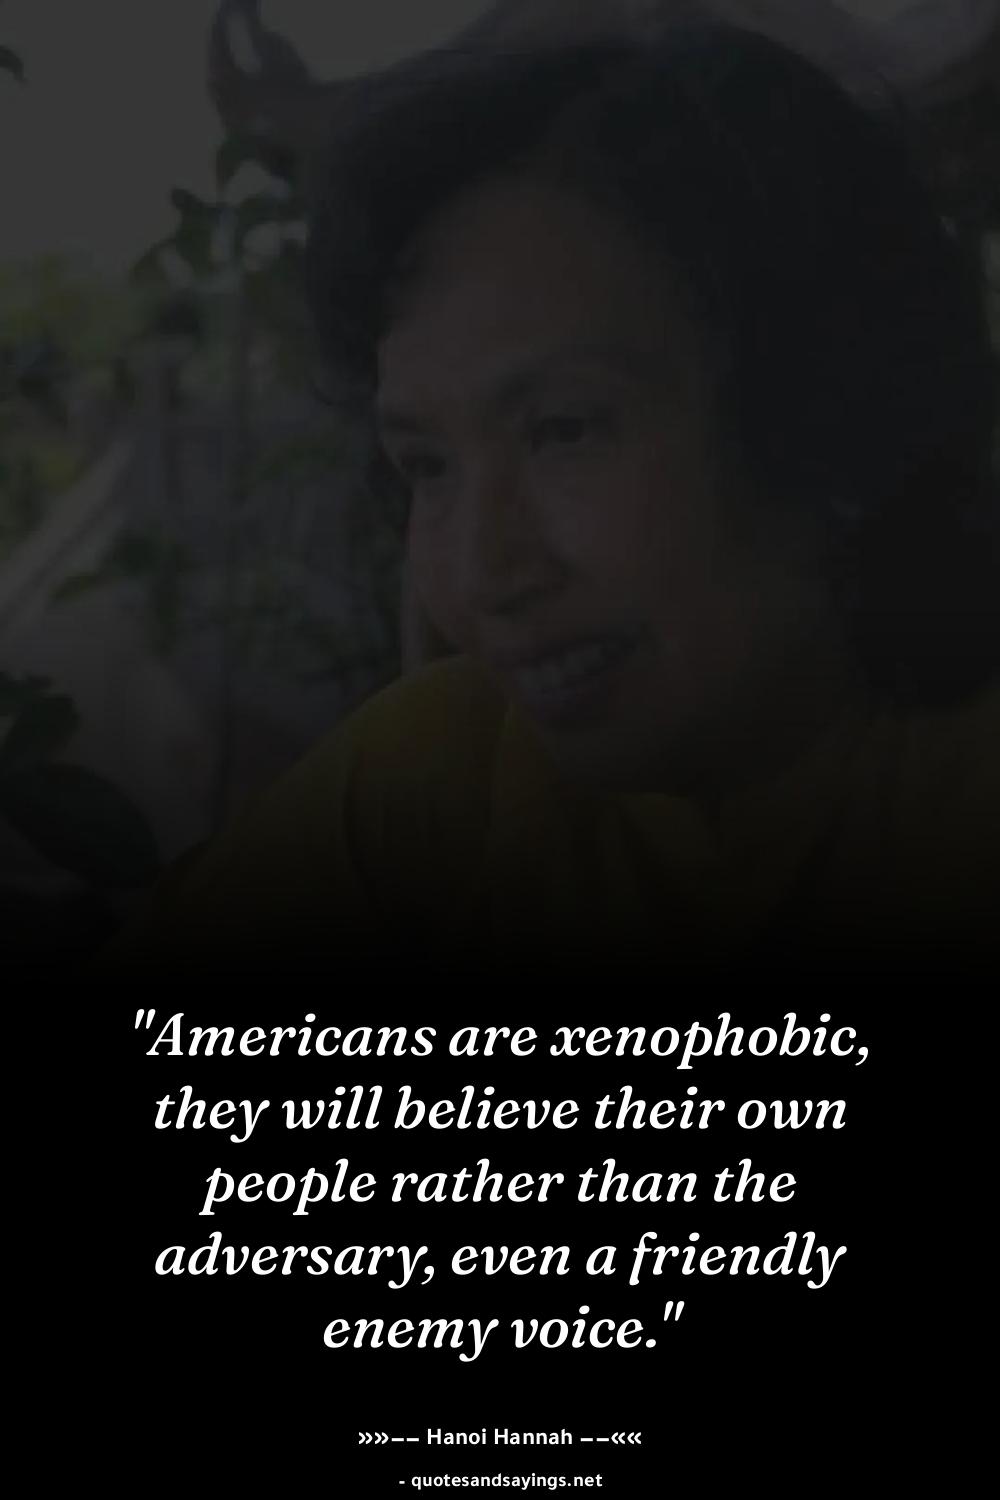 "Americans are xenophobic,
they will believe their own
people rather than the
adversary, even a friendly
enemy voice."
»»–– Hanoi Hannah ––««
- quotesandsayings.net